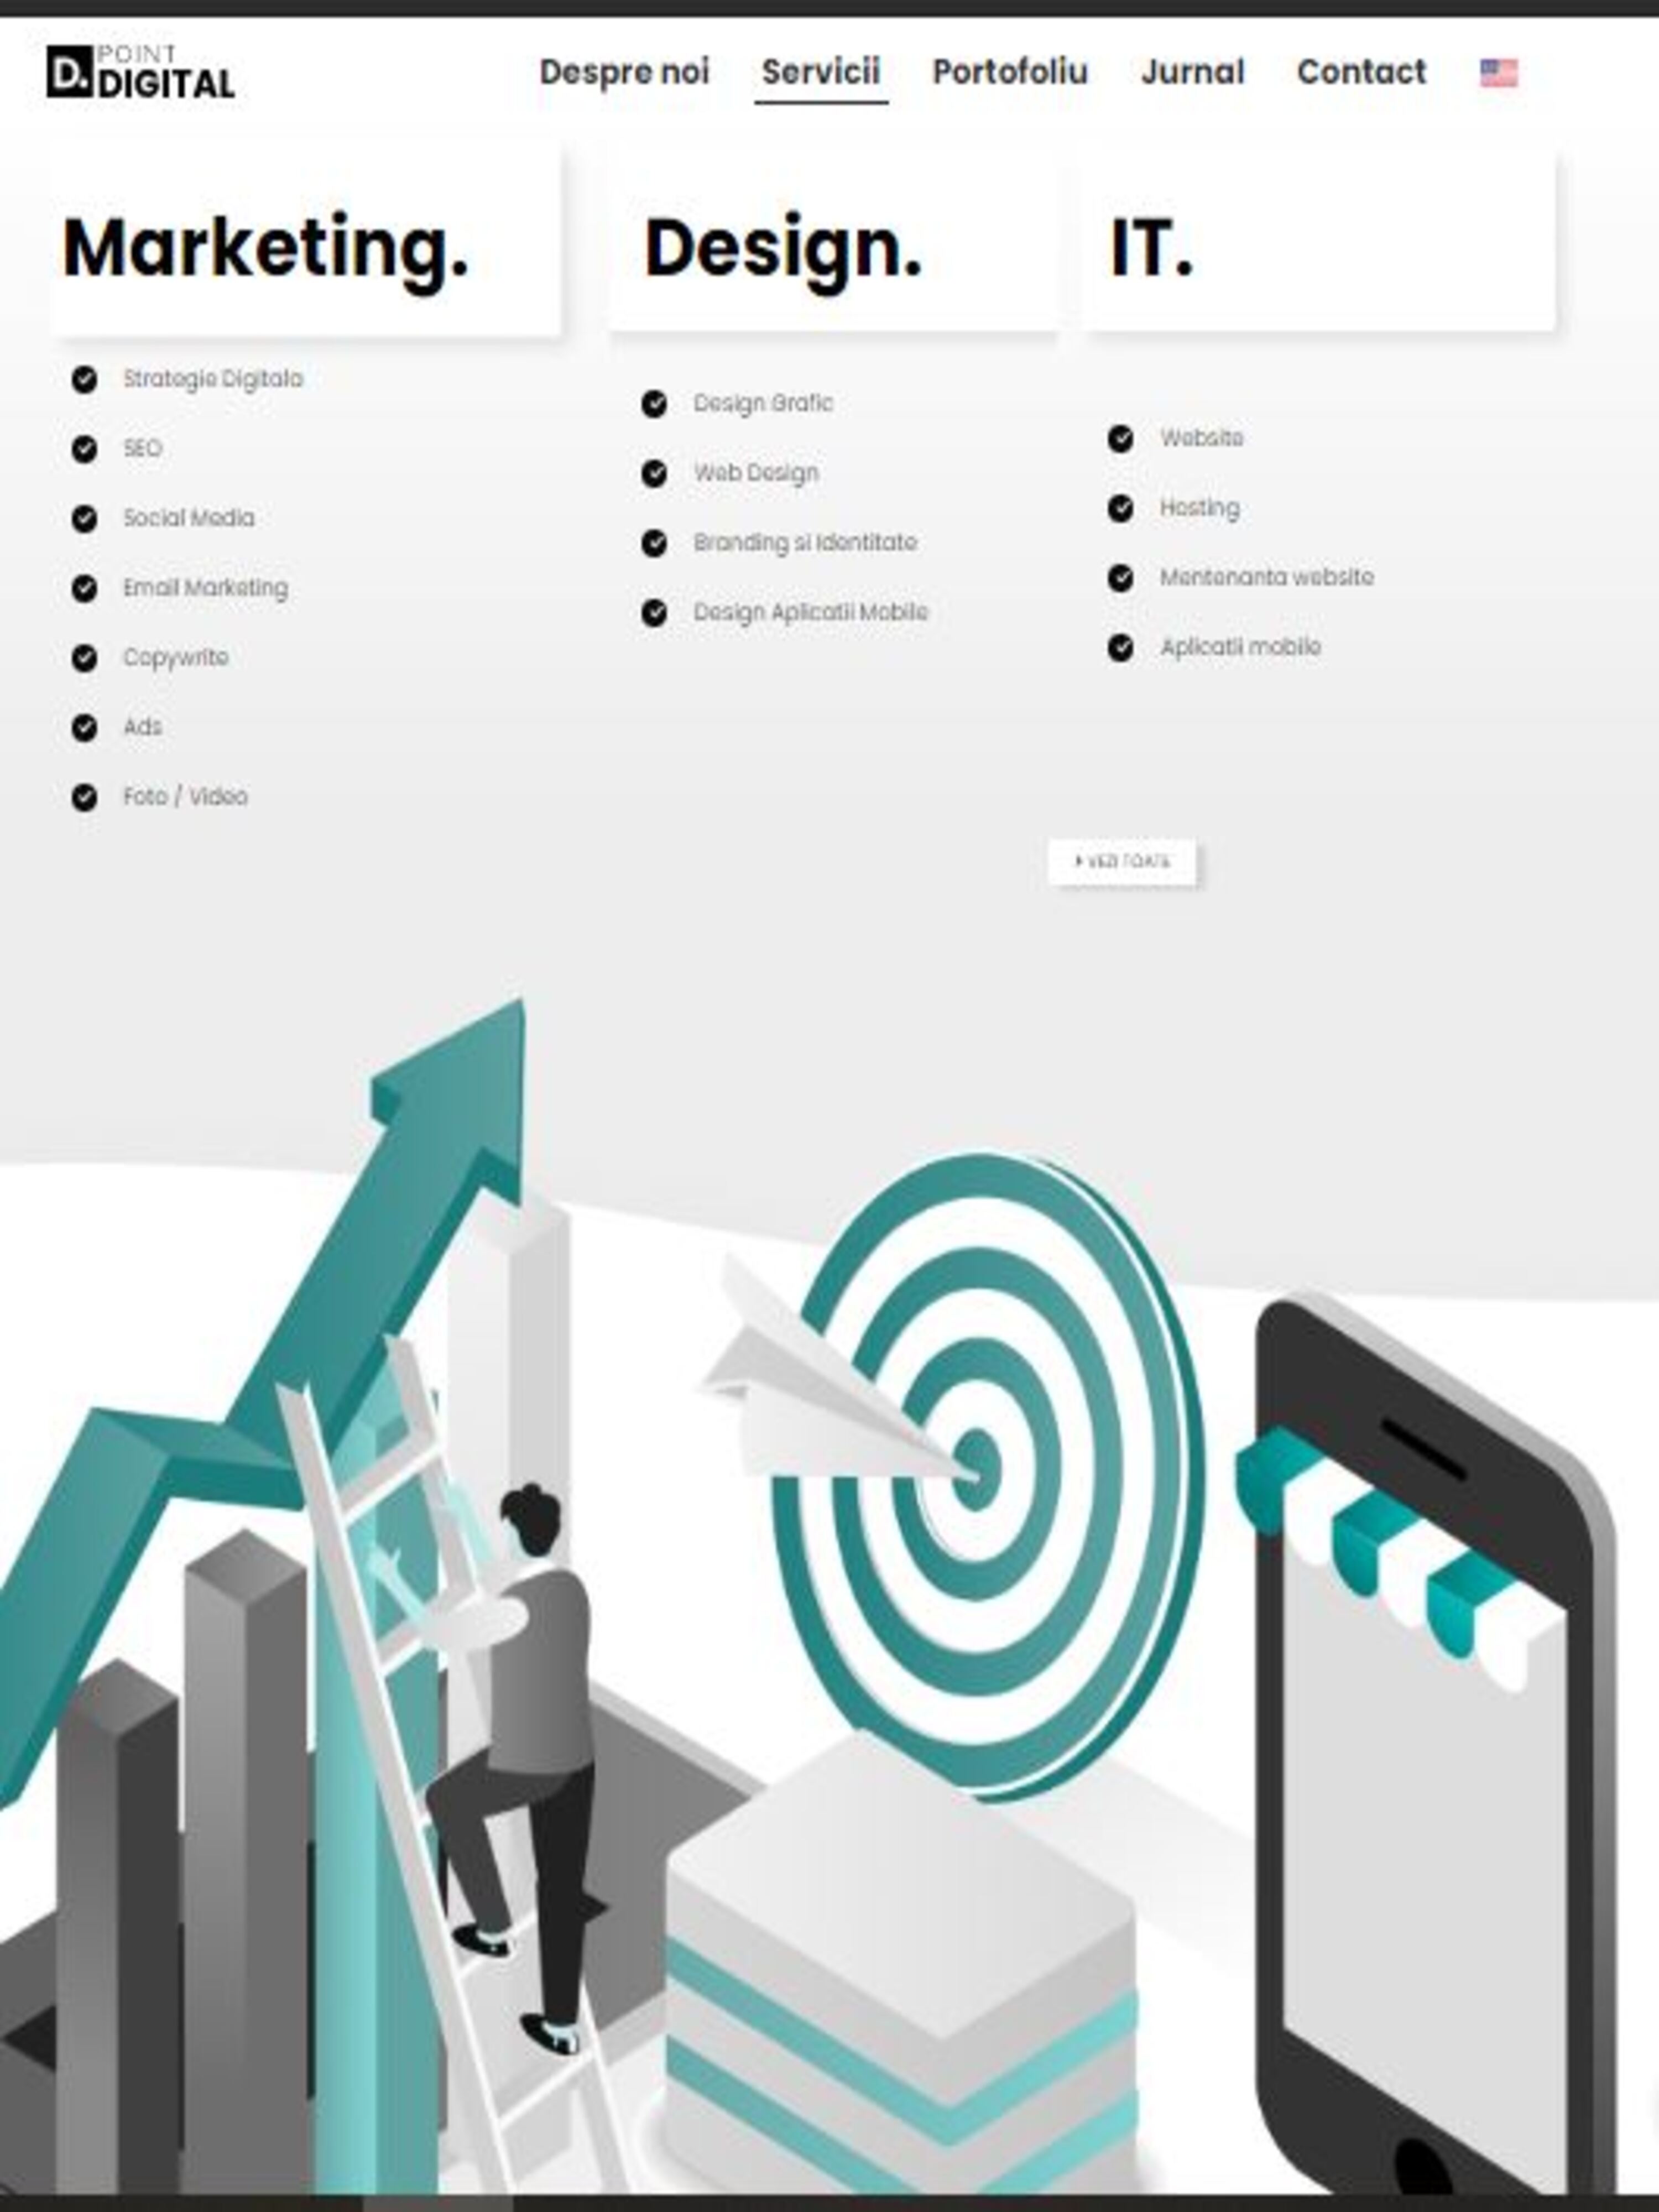 D.
POINT
DIGITAL
Despre noi Servicii Portofoliu Jurnal Contact
Marketing.
Strategie Digitala
SEO
Social Media
Email Marketing
Copywrite
Ads
Foto / Video
Design.
Design Grafic
Web Design
Branding si Identitate
Design Aplicatii Mobile
IT.
Website
Hosting
Mentenanta website
Aplicatii mobile
VEZI TOATE